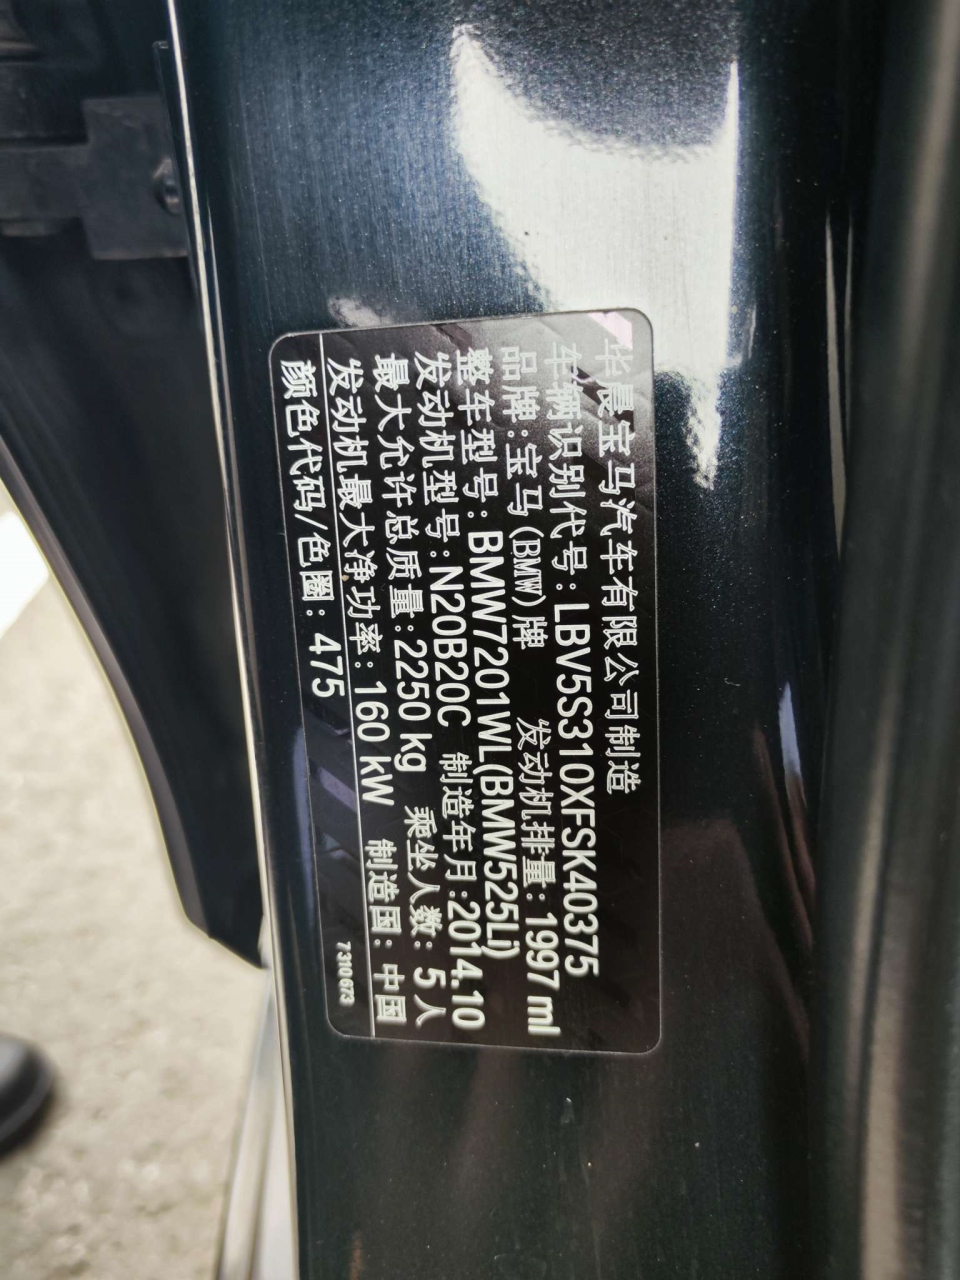 华晨宝马汽车有限公司制造
车辆识别代号: LBV5S310XFSK40375
品牌:宝马(BMW)牌 发动机排量: 1997 ml
整车型号: BMW7201WL(BMW525Li)
发动机型号: N20B20C 制造年月:2014.10
最大允许总质量:2250 kg 乘坐人数: 5 人
发动机最大净功率: 160 kW 制造国: 中国
颜色代码/色圈: 475
7 310 673